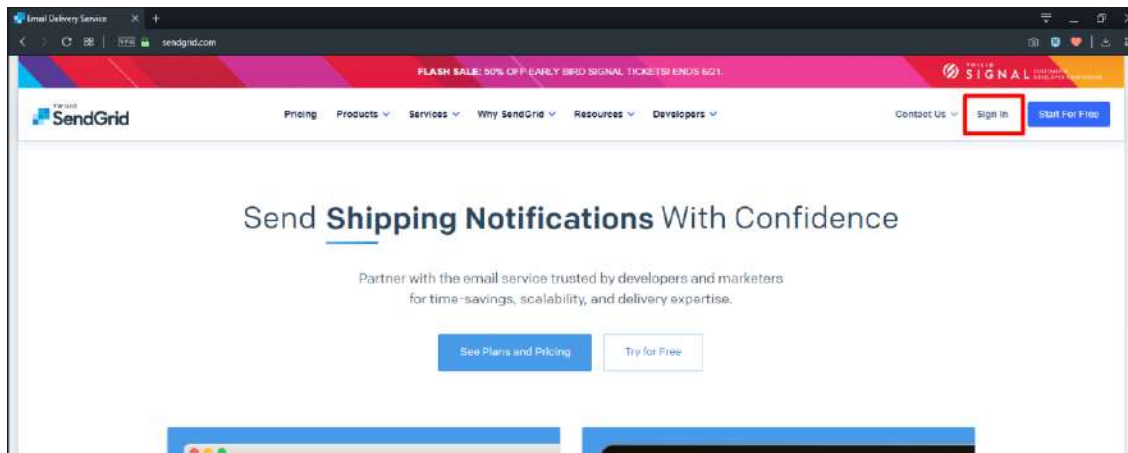 Email Delivery Service
VPN sendgrid.com
FLASH SALE: 50% OFF EARLY BIRD SIGNAL TICKETS! ENDS 6/21.
TWILIO
SIGNAL
TWILIO
SendGrid
Pricing Products Services Why SendGrid Resources Developers Contact Us Sign In Start For Free
Send Shipping Notifications With Confidence
Partner with the email service trusted by developers and marketers
for time-savings, scalability, and delivery expertise.
See Plans and Pricing Try for Free